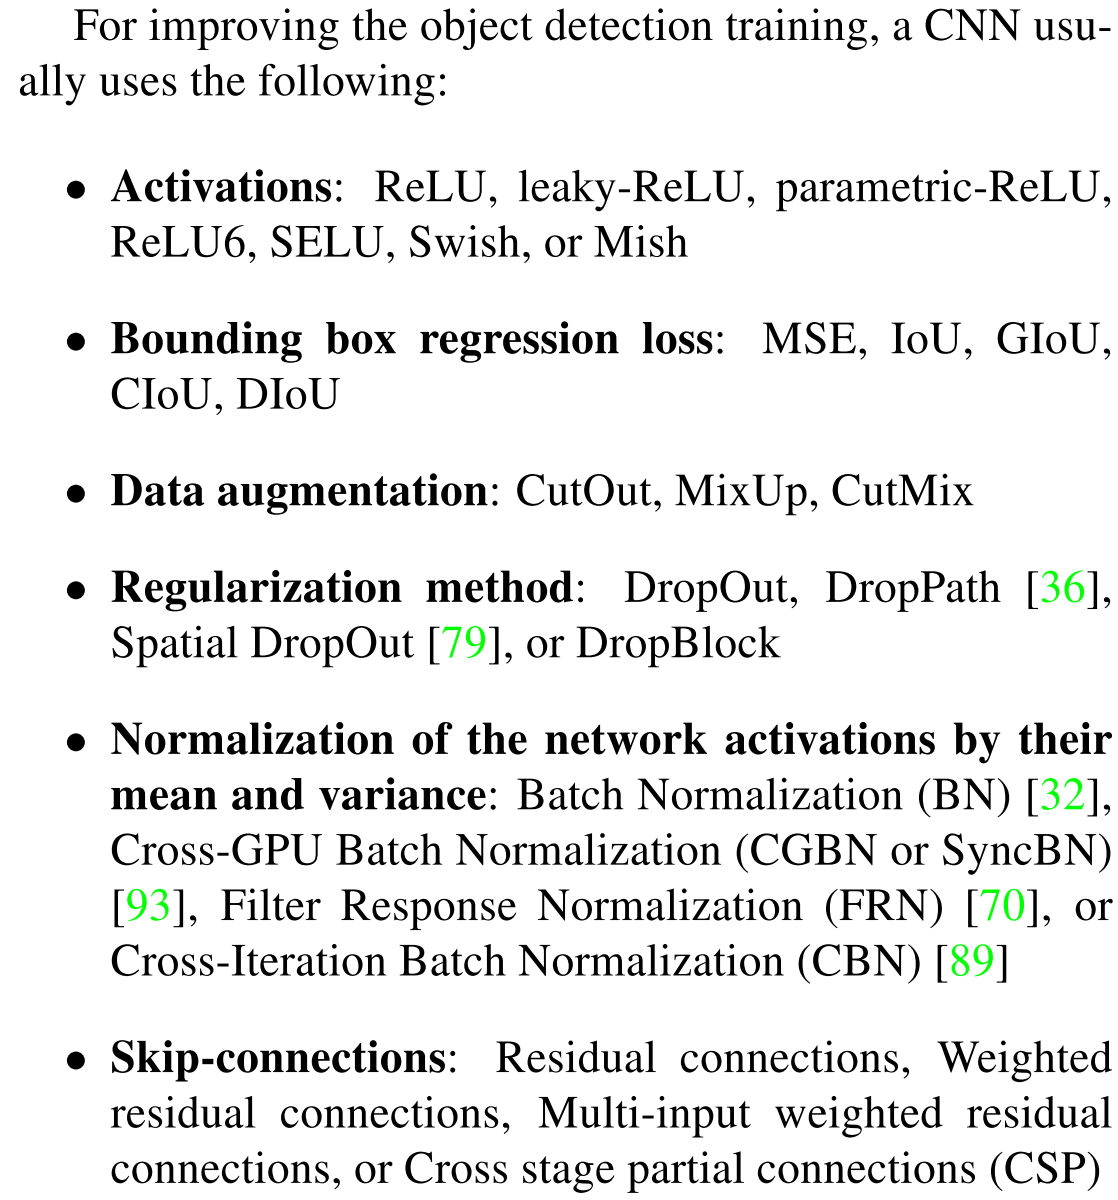 For improving the object detection training, a CNN usu-
ally uses the following:
• Activations: ReLU, leaky-ReLU, parametric-ReLU,
ReLU6, SELU, Swish, or Mish
• Bounding box regression loss: MSE, IoU, GIoU,
CIoU, DIoU
• Data augmentation: CutOut, MixUp, CutMix
• Regularization method: DropOut, DropPath [36],
Spatial DropOut [79], or DropBlock
• Normalization of the network activations by their
mean and variance: Batch Normalization (BN) [32],
Cross-GPU Batch Normalization (CGBN or SyncBN)
[93], Filter Response Normalization (FRN) [70], or
Cross-Iteration Batch Normalization (CBN) [89]
• Skip-connections: Residual connections, Weighted
residual connections, Multi-input weighted residual
connections, or Cross stage partial connections (CSP)